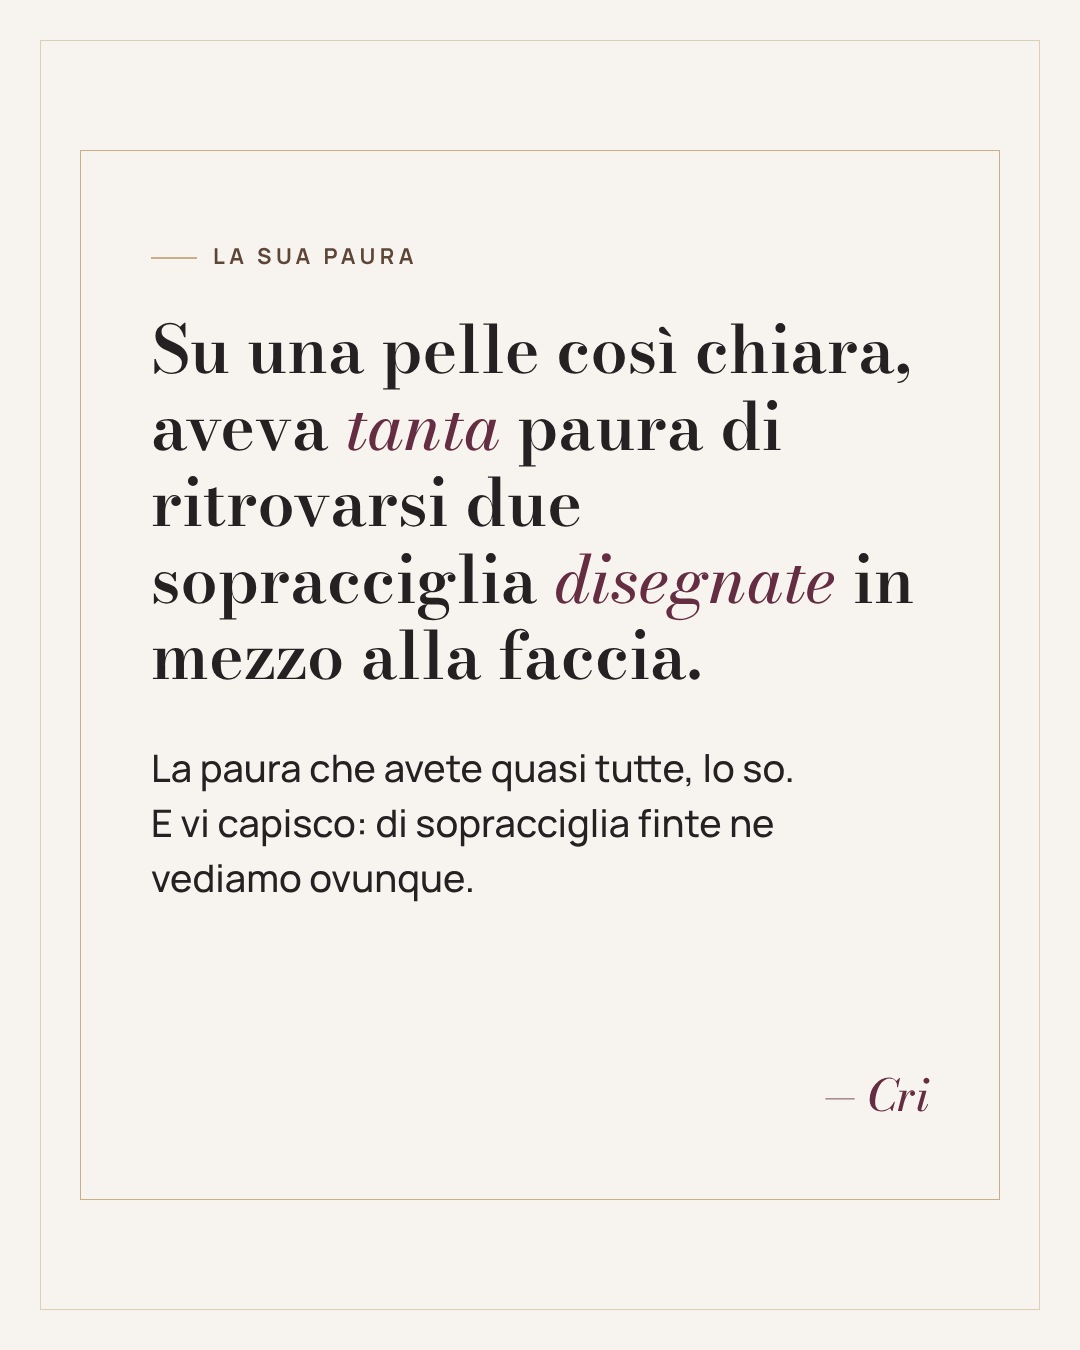 LA SUA PAURA
Su una pelle così chiara,
aveva tanta paura di
ritrovarsi due
sopracciglia disegnate in
mezzo alla faccia.
La paura che avete quasi tutte, lo so.
E vi capisco: di sopracciglia finte ne
vediamo ovunque.
— Cri